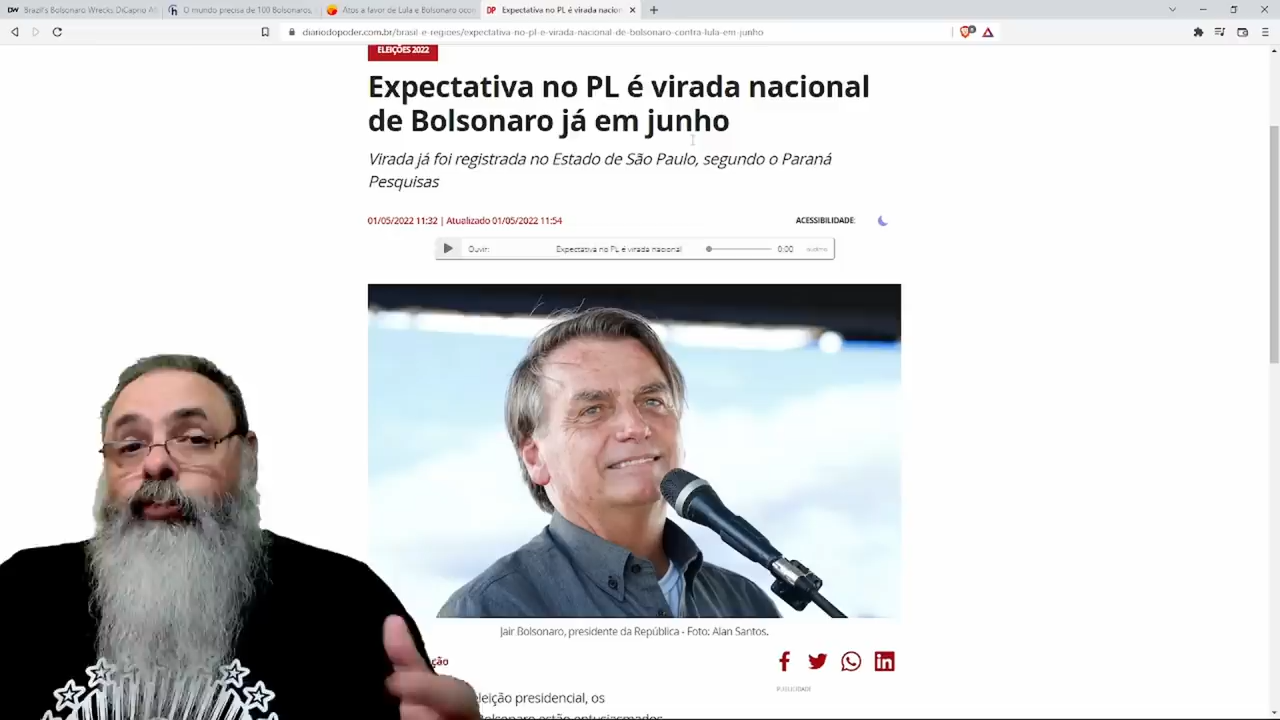 Brazil's Bolsonaro Wrecks DiCaprio Af
O mundo precisa de 100 Bolsonaros,
Atos a favor de Lula e Bolsonaro ocor
Expectativa no PL é virada nacion
diariodopoder.com.br/brasil-e-regioes/expectativa-no-pl-e-virada-nacional-de-bolsonaro-contra-lula-em-junho
ELEIÇÕES 2022
Expectativa no PL é virada nacional
de Bolsonaro já em junho
Virada já foi registrada no Estado de São Paulo, segundo o Paraná
Pesquisas
01/05/2022 11:32 | Atualizado 01/05/2022 11:54
ACESSIBILIDADE:
Ouvir: Expectativa no PL é virada nacional 0:00
Jair Bolsonaro, presidente da República - Foto: Alan Santos.
ção
PUBLICIDADE
eleição presidencial, os
Bolsonaro estão entusiasmados